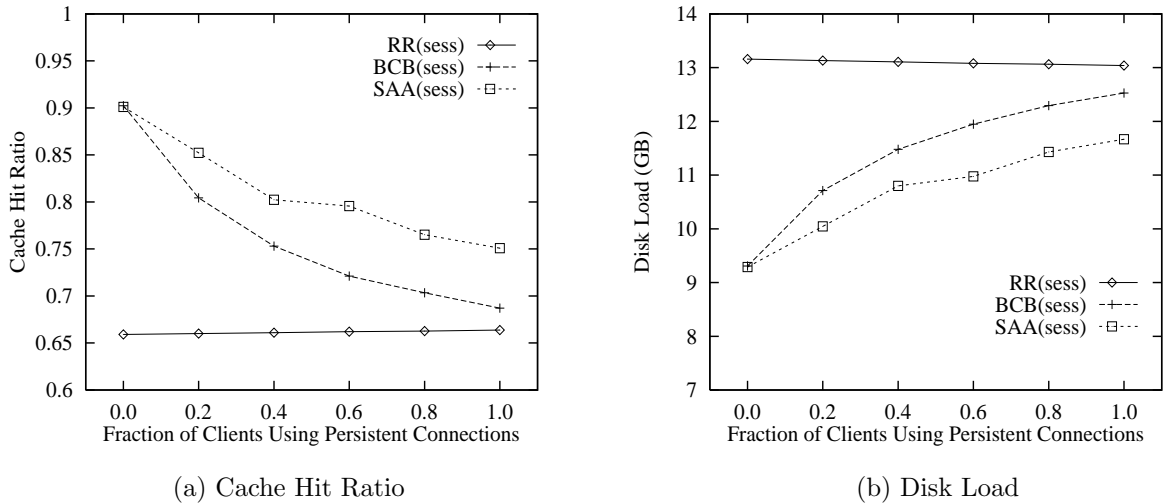 1
0.95
0.9
0.85
0.8
0.75
0.7
0.65
0.6
Cache Hit Ratio
RR(sess)
BCB(sess)
SAA(sess)
0.0 0.2 0.4 0.6 0.8 1.0
Fraction of Clients Using Persistent Connections
(a) Cache Hit Ratio
14
13
12
11
10
9
8
7
Disk Load (GB)
RR(sess)
BCB(sess)
SAA(sess)
0.0 0.2 0.4 0.6 0.8 1.0
Fraction of Clients Using Persistent Connections
(b) Disk Load